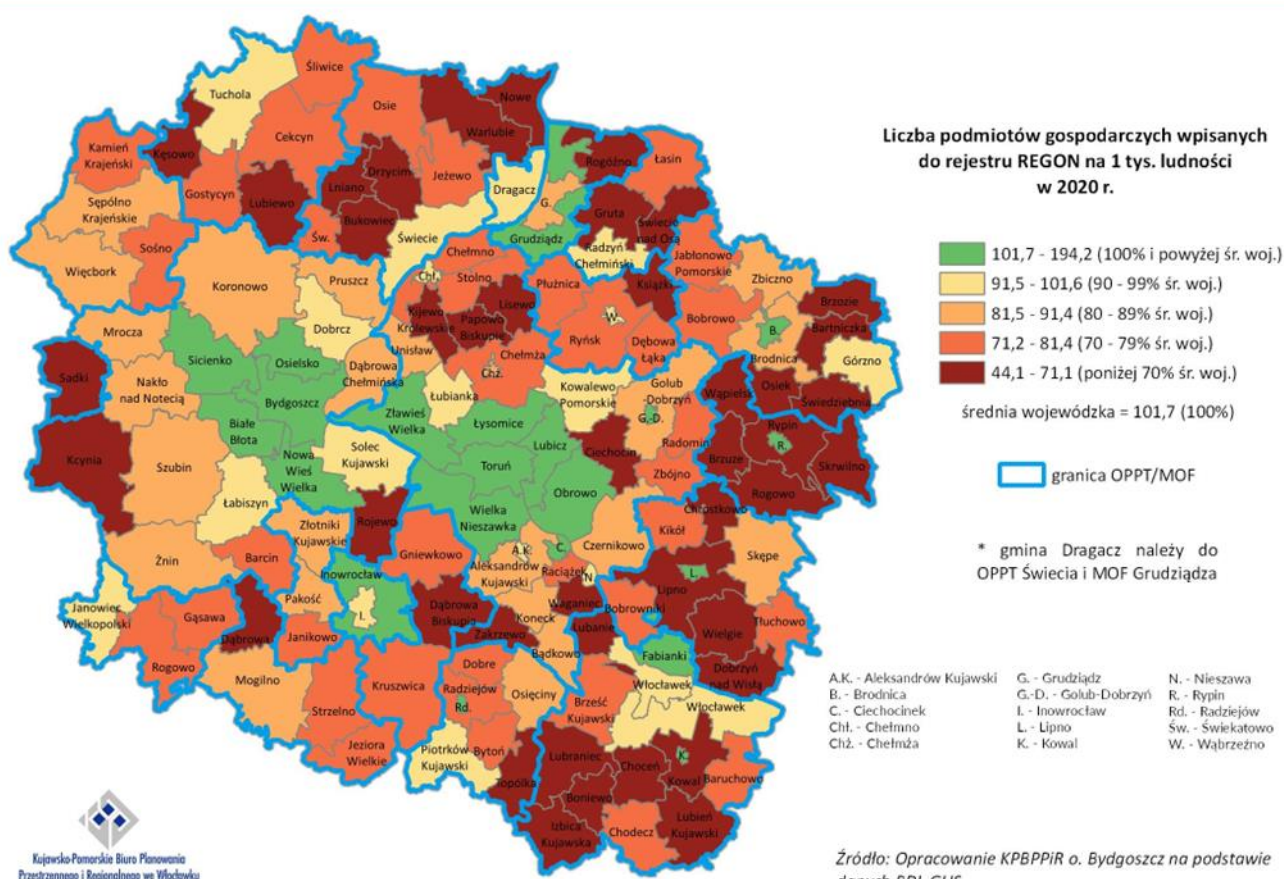 Liczba podmiotów gospodarczych wpisanych
do rejestru REGON na 1 tys. ludności
w 2020 r.
101,7 - 194,2 (100% i powyżej śr. woj.)
91,5 - 101,6 (90 - 99% śr. woj.)
81,5 - 91,4 (80 - 89% śr. woj.)
71,2 - 81,4 (70 - 79% śr. woj.)
44,1 - 71,1 (poniżej 70% śr. woj.)
średnia wojewódzka = 101,7 (100%)
granica OPPT/MOF
* gmina Dragacz należy do
OPPT Świecia i MOF Grudziądza
A.K. - Aleksandrów Kujawski
B. - Brodnica
C. - Ciechocinek
Chł. - Chełmno
Chż. - Chełmża
G. - Grudziądz
G.-D. - Golub-Dobrzyń
I. - Inowrocław
L. - Lipno
K. - Kowal
N. - Nieszawa
R. - Rypin
Rd. - Radziejów
Św. - Świekatowo
W. - Wąbrzeźno
Śliwice
Tuchola
Osie
Nowe
Warlubie
Cekcyn
Kamień
Krajeński
Kęsowo
Rogóźno
Łasin
Gostycyn
Lubiewo
Lniano
Drzycim
Jeżewo
Dragacz
G.
Bukowiec
Gruta
Świecie
nad Osą
Sępólno
Krajeńskie
Sośno
Św.
Świecie
Grudziądz
Radzyń
Chełmiński
Jabłonowo
Pomorskie
Więcbork
Koronowo
Pruszcz
Chełmno
Chł.
Stolno
Płużnica
Książki
Zbiczno
Brzozie
Bartniczka
Kijewo
Królewskie
Papowo
Biskupie
Lisewo
W.
Bobrowo
B.
Górzno
Mrocza
Dobrcz
Unisław
Ryńsk
Dębowa
Łąka
Brodnica
Sicienko
Osielsko
Dąbrowa
Chełmińska
Chełmża
Chż.
Osiek
Świedziebnia
Sadki
Nakło
nad Notecią
Bydgoszcz
Łubianka
Kowalewo
Pomorskie
Golub
Dobrzyń
G.-D.
Wąpielsk
Białe
Błota
Zławieś
Wielka
Łysomice
Radomin
Rypin
R.
Kcynia
Szubin
Nowa
Wieś
Wielka
Solec
Kujawski
Toruń
Lubicz
Ciechocin
Zbójno
Brzuze
Skrwilno
Łabiszyn
Wielka
Nieszawka
Obrowo
Rogowo
Złotniki
Kujawskie
Rojewo
Czernikowo
Kikół
Chrostkowo
Żnin
Barcin
Gniewkowo
A.K.
C.
Aleksandrów
Kujawski
Raciążek
N.
Skępe
Inowrocław
Janowiec
Wielkopolski
Pakość
I.
Dąbrowa
Biskupia
Waganiec
Bobrowniki
Lipno
L.
Gąsawa
Dąbrowa
Janikowo
Koneck
Zakrzewo
Lubanie
Wielgie
Tłuchowo
Rogowo
Bądkowo
Fabianki
Dobrzyń
nad Wisłą
Mogilno
Kruszwica
Dobre
Włocławek
Strzelno
Radziejów
Rd.
Osięciny
Brześć
Kujawski
Włocławek
Jeziora
Wielkie
Piotrków
Kujawski
Bytoń
Topólka
Lubraniec
Choceń
K.
Kowal
Baruchowo
Boniewo
Izbica
Kujawska
Chodecz
Lubień
Kujawski
Kujawsko-Pomorskie Biuro Planowania
Przestrzennego i Regionalnego we Włocławku
Źródło: Opracowanie KPBPPiR o. Bydgoszcz na podstawie
danych BDL GUS